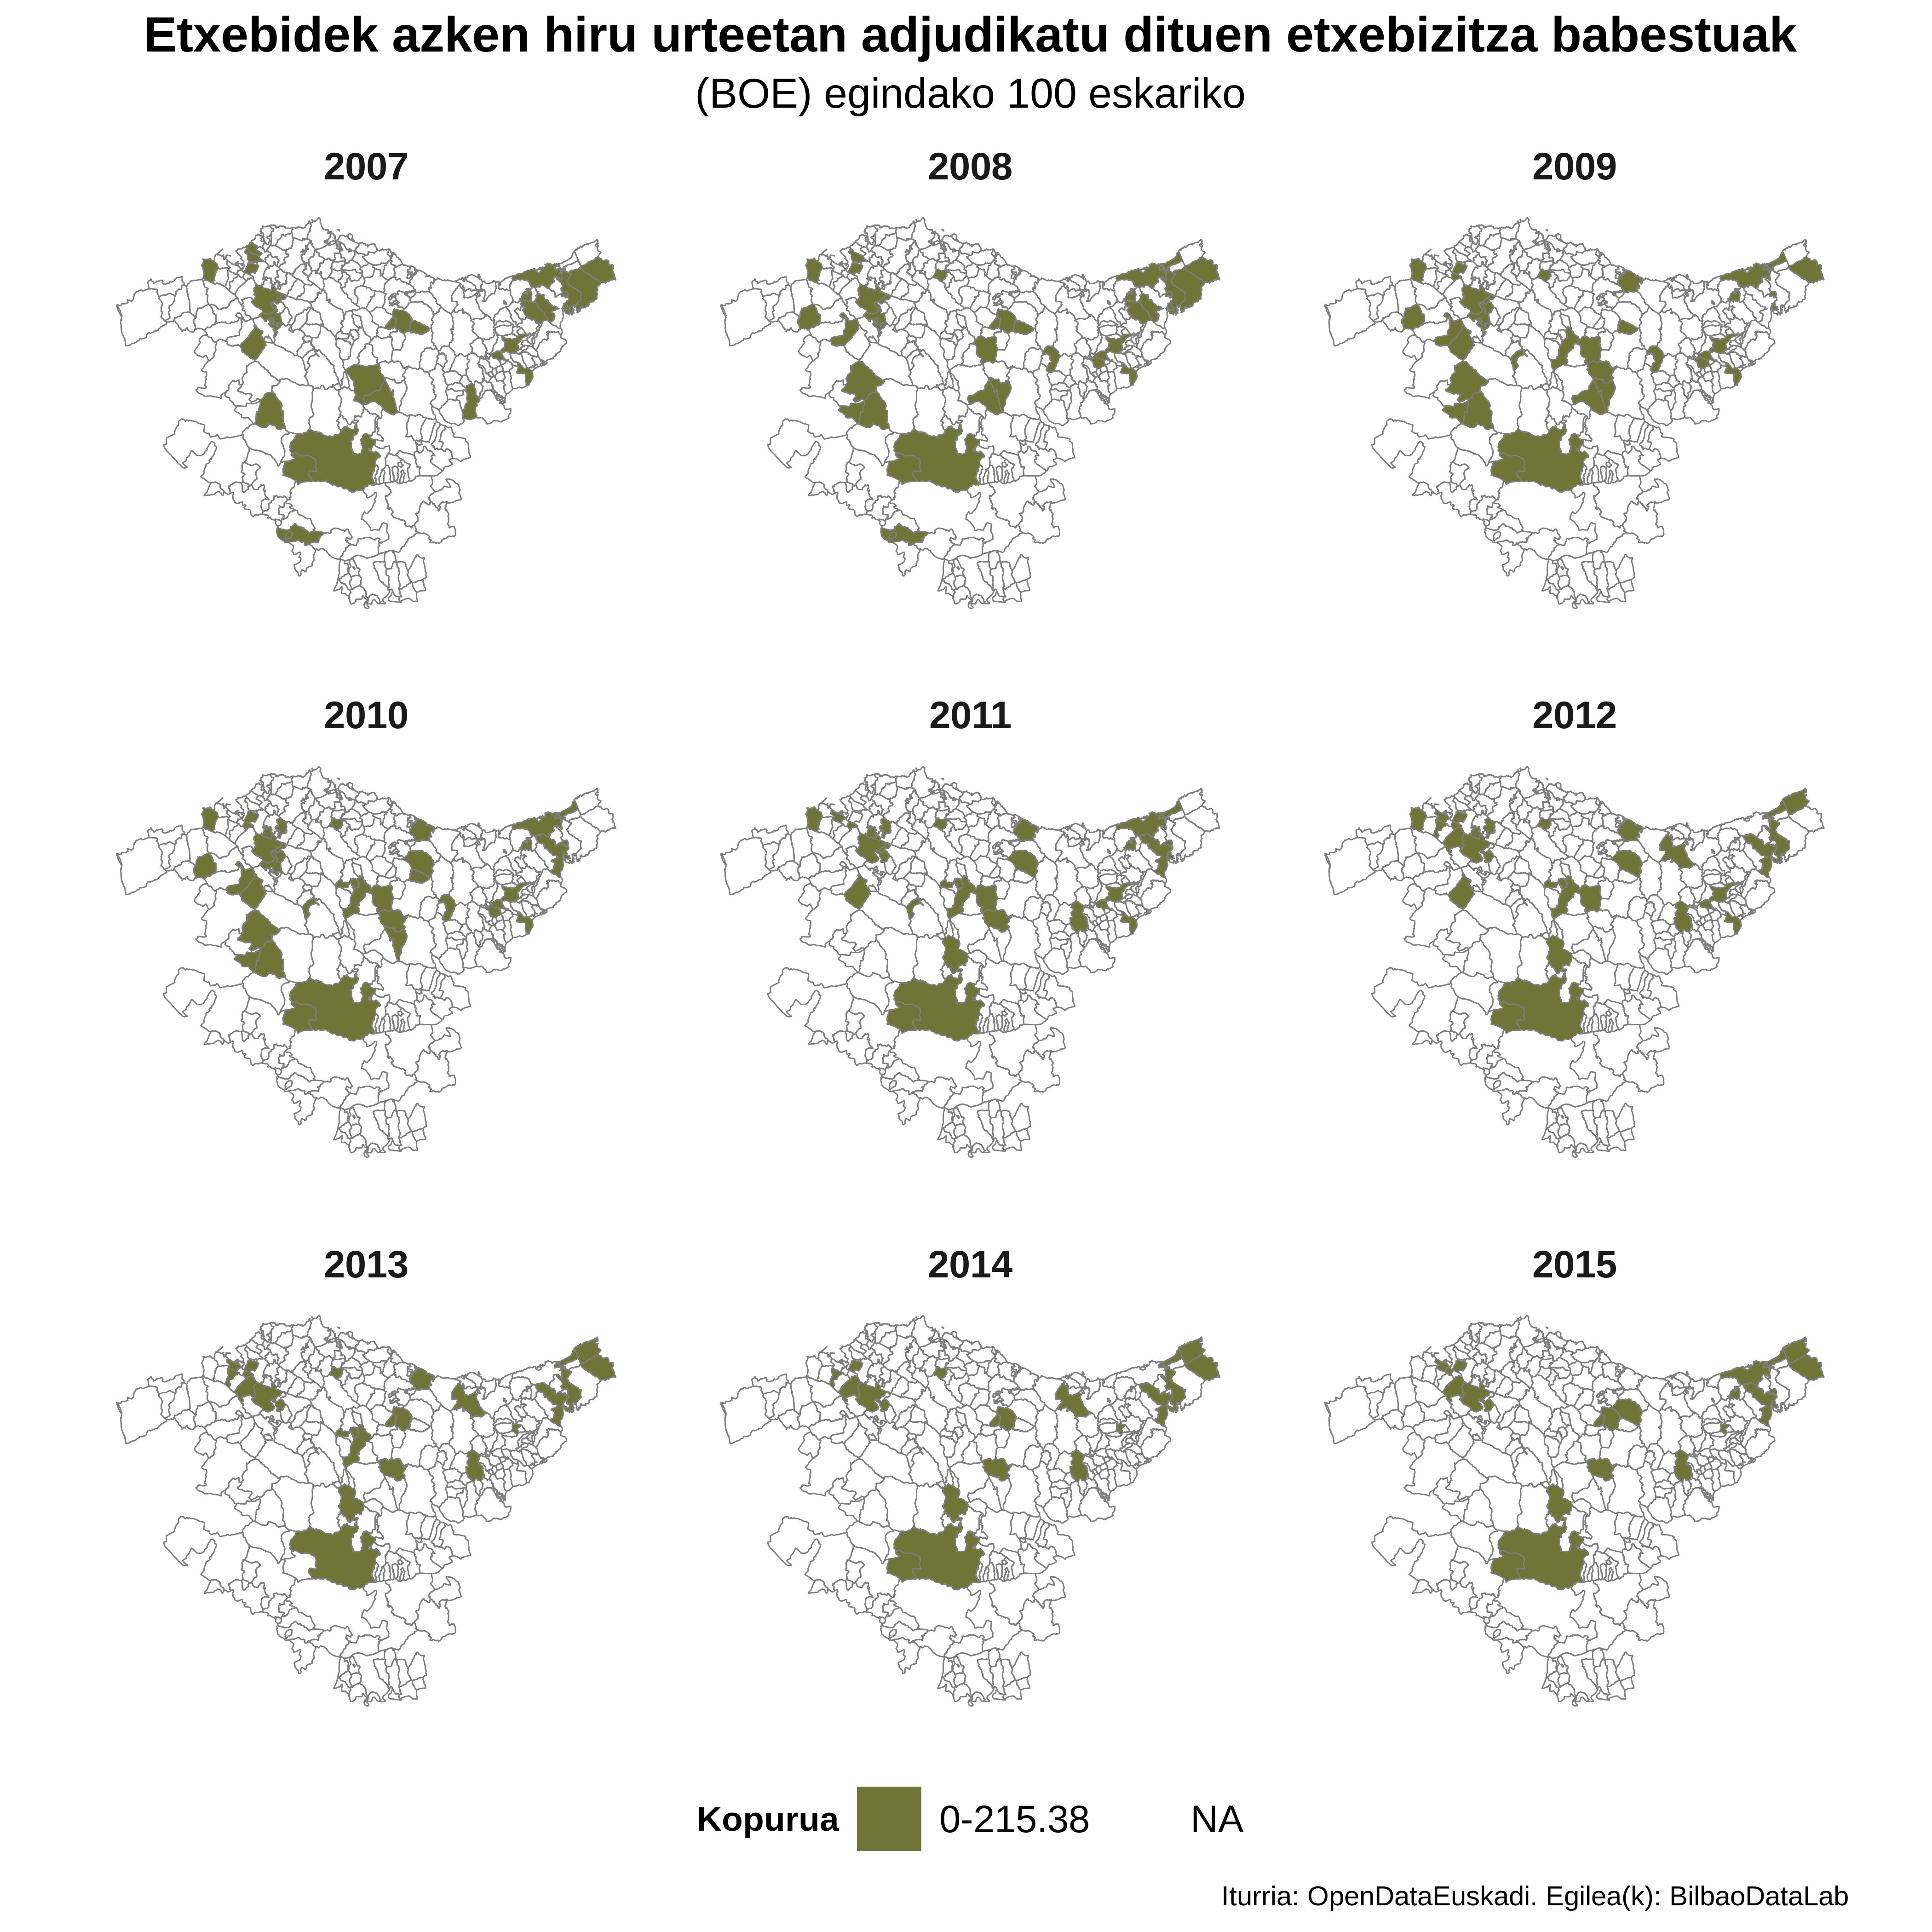 Etxebidek azken hiru urteetan adjudikatu dituen etxebizitza babestuak
(BOE) egindako 100 eskariko
2007 2008 2009
2010 2011 2012
2013 2014 2015
Kopurua 0-215.38 NA
Iturria: OpenDataEuskadi. Egilea(k): BilbaoDataLab